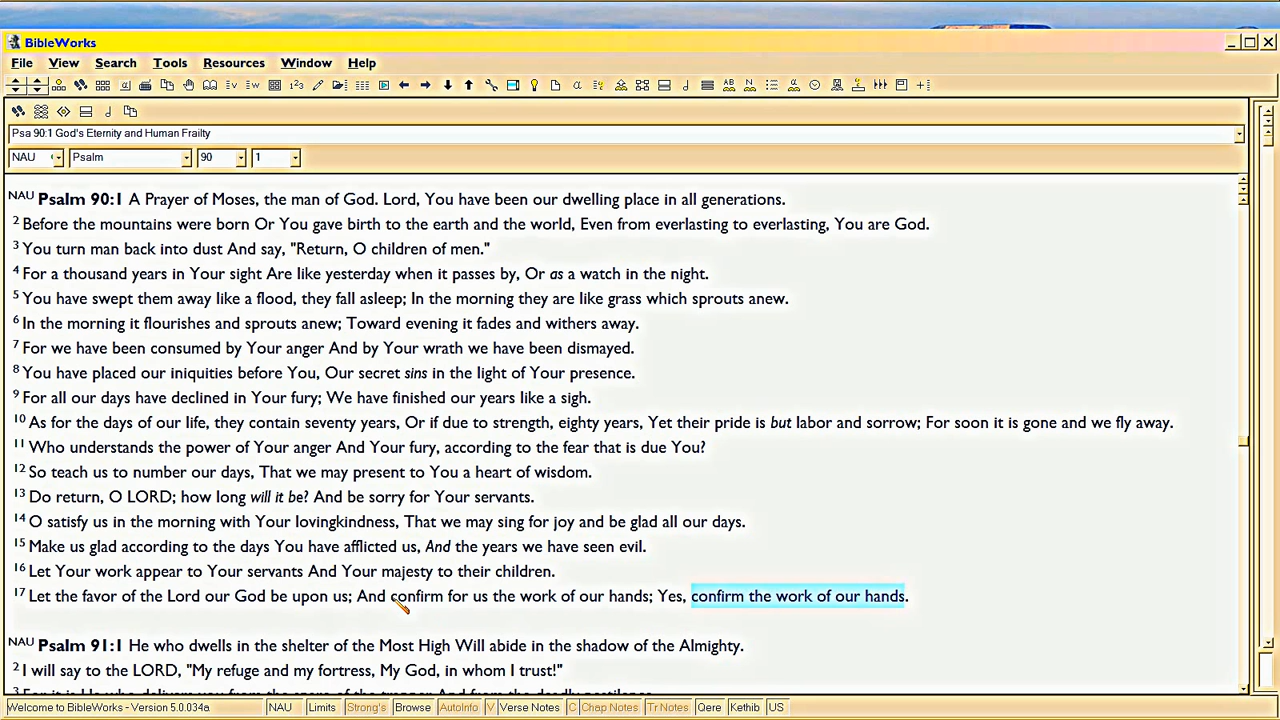 BibleWorks
File View Search Tools Resources Window Help
Psa 90:1 God's Eternity and Human Frailty
NAU Psalm 90 1
NAU Psalm 90:1 A Prayer of Moses, the man of God. Lord, You have been our dwelling place in all generations.
2 Before the mountains were born Or You gave birth to the earth and the world, Even from everlasting to everlasting, You are God.
3 You turn man back into dust And say, "Return, O children of men."
4 For a thousand years in Your sight Are like yesterday when it passes by, Or as a watch in the night.
5 You have swept them away like a flood, they fall asleep; In the morning they are like grass which sprouts anew.
6 In the morning it flourishes and sprouts anew; Toward evening it fades and withers away.
7 For we have been consumed by Your anger And by Your wrath we have been dismayed.
8 You have placed our iniquities before You, Our secret sins in the light of Your presence.
9 For all our days have declined in Your fury; We have finished our years like a sigh.
10 As for the days of our life, they contain seventy years, Or if due to strength, eighty years, Yet their pride is but labor and sorrow; For soon it is gone and we fly away.
11 Who understands the power of Your anger And Your fury, according to the fear that is due You?
12 So teach us to number our days, That we may present to You a heart of wisdom.
13 Do return, O LORD; how long will it be? And be sorry for Your servants.
14 O satisfy us in the morning with Your lovingkindness, That we may sing for joy and be glad all our days.
15 Make us glad according to the days You have afflicted us, And the years we have seen evil.
16 Let Your work appear to Your servants And Your majesty to their children.
17 Let the favor of the Lord our God be upon us; And confirm for us the work of our hands; Yes, confirm the work of our hands.
NAU Psalm 91:1 He who dwells in the shelter of the Most High Will abide in the shadow of the Almighty.
2 I will say to the LORD, "My refuge and my fortress, My God, in whom I trust!"
Welcome to BibleWorks - Version 5.0.034a NAU Limits Strong's Browse AutoInfo V Verse Notes C Chap Notes Tr Notes Qere Kethib US